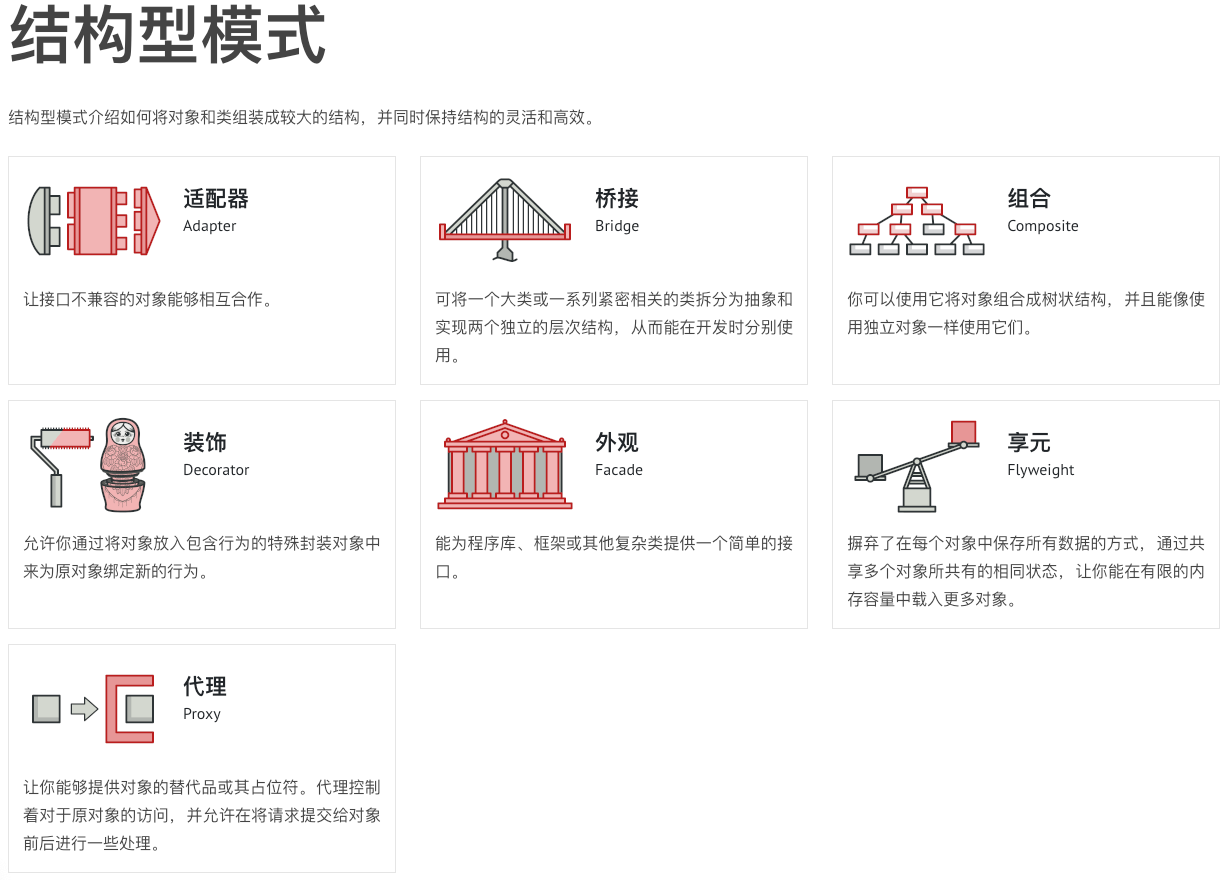 结构型模式
结构型模式介绍如何将对象和类组装成较大的结构，并同时保持结构的灵活和高效。
适配器
Adapter
让接口不兼容的对象能够相互合作。
桥接
Bridge
可将一个大类或一系列紧密相关的类拆分为抽象和
实现两个独立的层次结构，从而能在开发时分别使
用。
组合
Composite
你可以使用它将对象组合成树状结构，并且能像使
用独立对象一样使用它们。
装饰
Decorator
允许你通过将对象放入包含行为的特殊封装对象中
来为原对象绑定新的行为。
外观
Facade
能为程序库、框架或其他复杂类提供一个简单的接
口。
享元
Flyweight
摒弃了在每个对象中保存所有数据的方式，通过共
享多个对象所共有的相同状态，让你能在有限的内
存容量中载入更多对象。
代理
Proxy
让你能够提供对象的替代品或其占位符。代理控制
着对于原对象的访问，并允许在将请求提交给对象
前后进行一些处理。